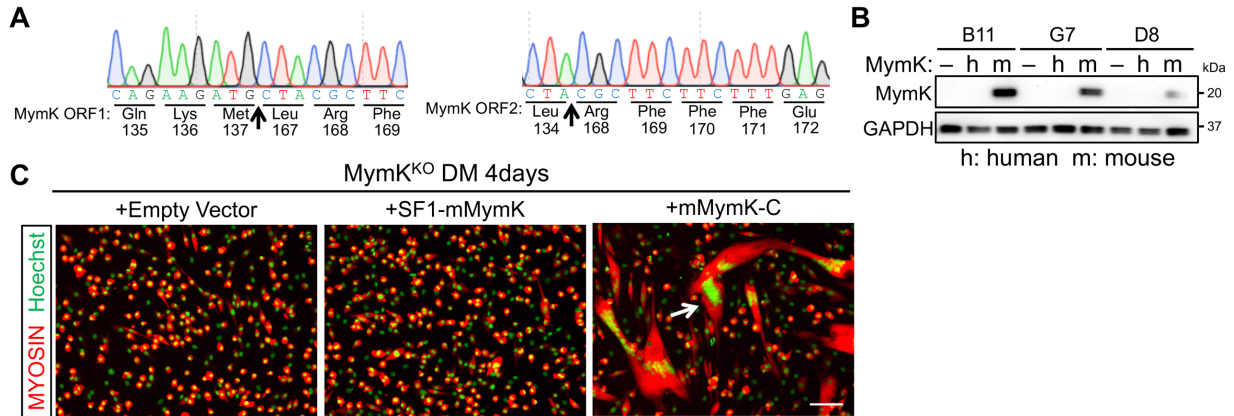 A
C A G A A G A T G C T A C G C T T C
MymK ORF1: Gln Lys Met Leu Arg Phe
135 136 137 167 168 169
C T A C G C T T C T T C T T T G A G
MymK ORF2: Leu Arg Phe Phe Phe Glu
134 168 169 170 171 172
B
B11 G7 D8
MymK: – h m – h m – h m kDa
MymK 20
GAPDH 37
h: human m: mouse
C
MymKᴷᴼ DM 4days
+Empty Vector +SF1-mMymK +mMymK-C
MYOSIN Hoechst